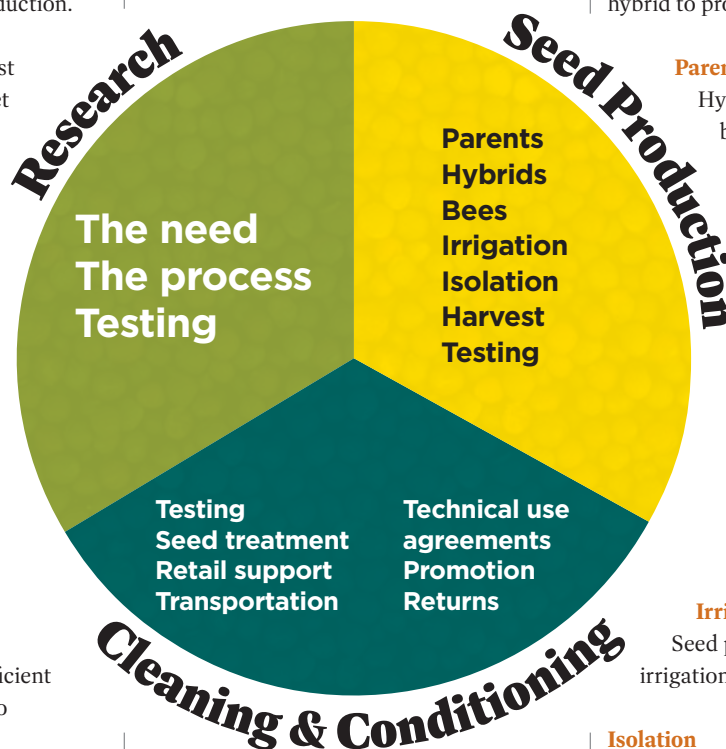 duction.
hybrid to pro
st
et
Paren
Hy
b
Research
Seed Production
The need
The process
Testing
Parents
Hybrids
Bees
Irrigation
Isolation
Harvest
Testing
Testing
Seed treatment
Retail support
Transportation
Technical use
agreements
Promotion
Returns
Cleaning & Conditioning
icient
o
Irri
Seed p
irrigation
Isolation